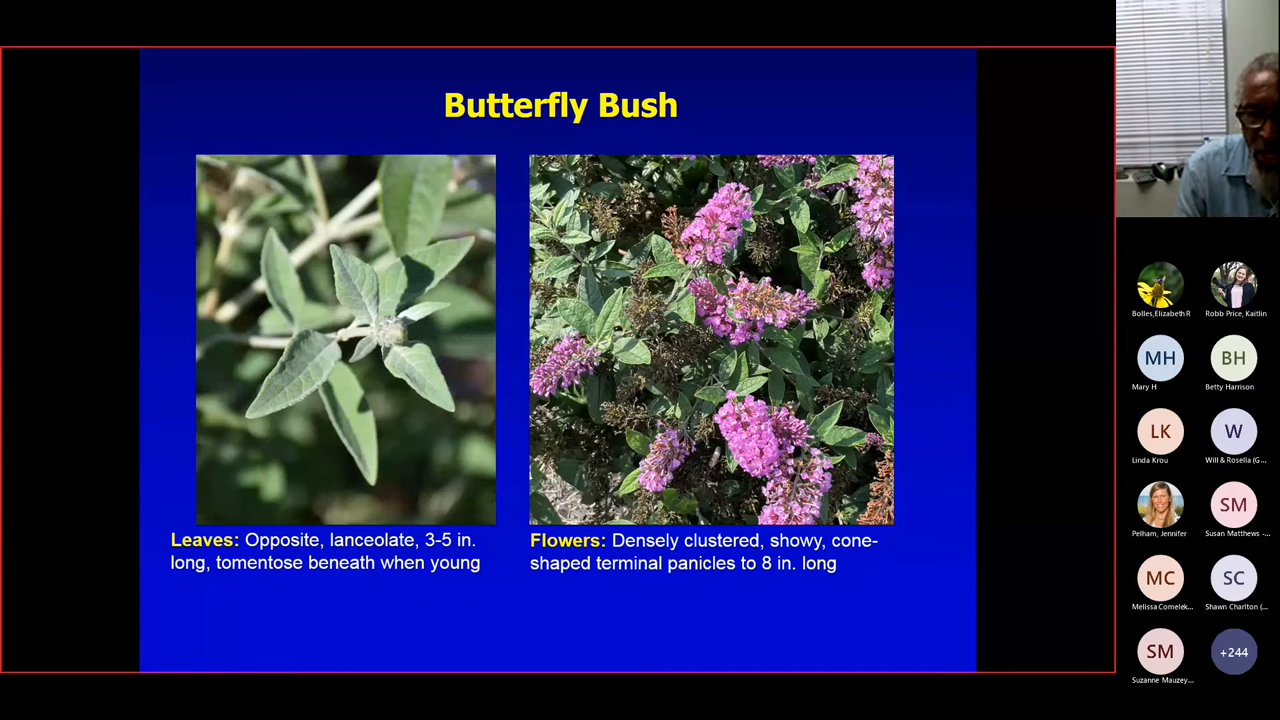 Butterfly Bush
Leaves: Opposite, lanceolate, 3-5 in.
long, tomentose beneath when young
Flowers: Densely clustered, showy, cone-
shaped terminal panicles to 8 in. long
Bolles,Elizabeth R
Robb Price, Kaitlin
MH
Mary H
BH
Betty Harrison
LK
Linda Krou
W
Will & Rosella (G...
Pelham, Jennifer
SM
Susan Matthews -...
MC
Melissa Comelek...
SC
Shawn Charlton (...
SM
Suzanne Mauzey...
+244